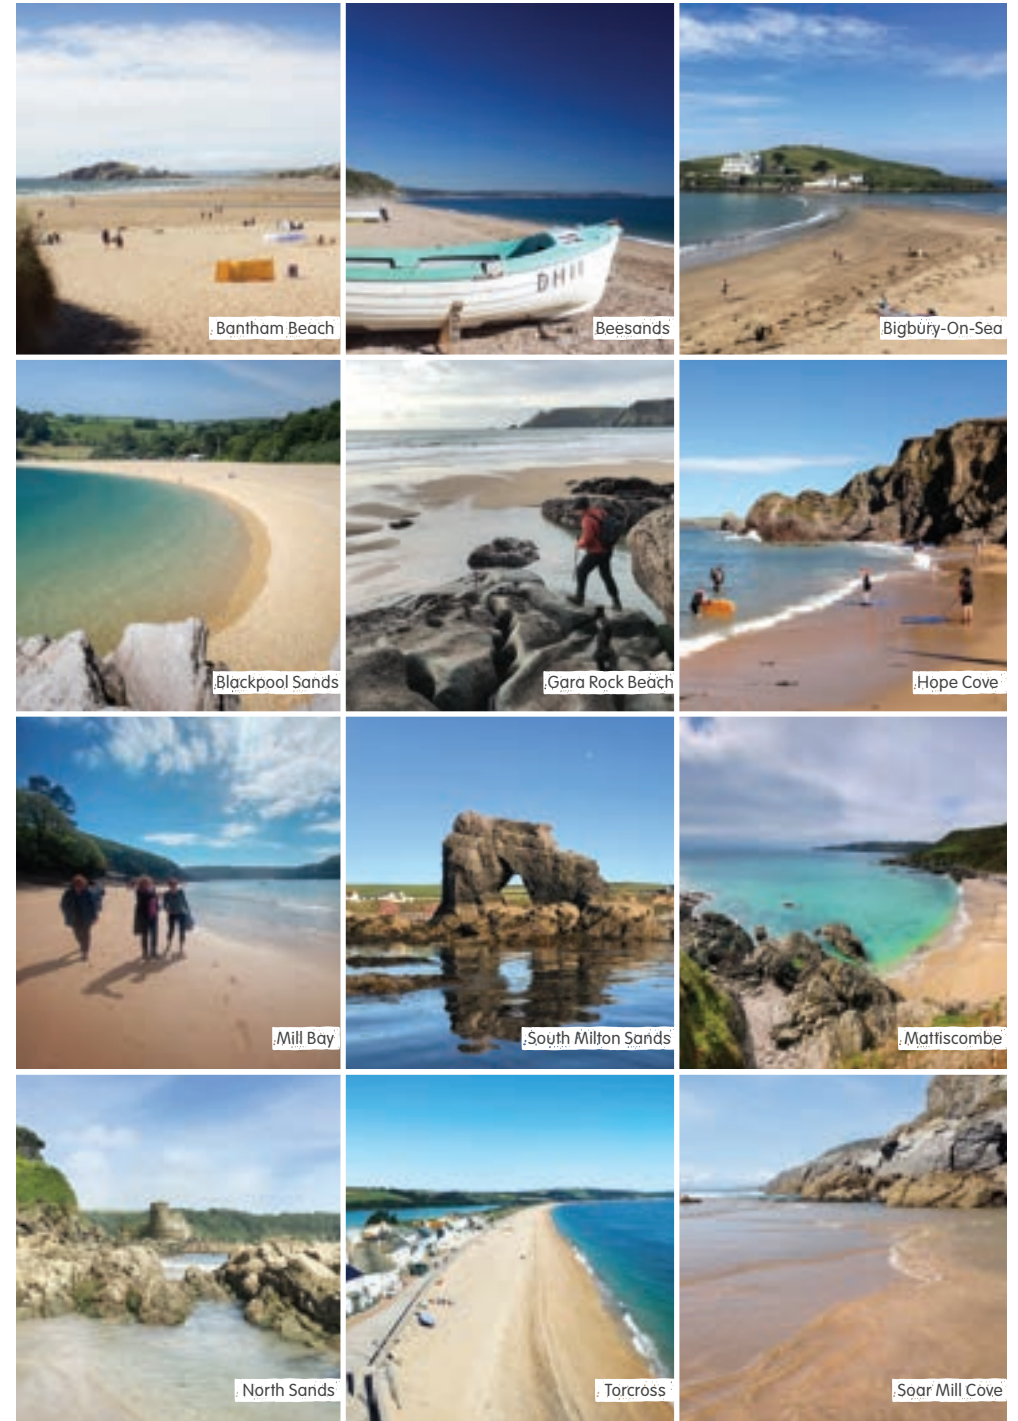 Bantham Beach
Beesands
DH11
Bigbury-On-Sea
Blackpool Sands
Gara Rock Beach
Hope Cove
Mill Bay
South Milton Sands
Mattiscombe
North Sands
Torcross
Soar Mill Cove